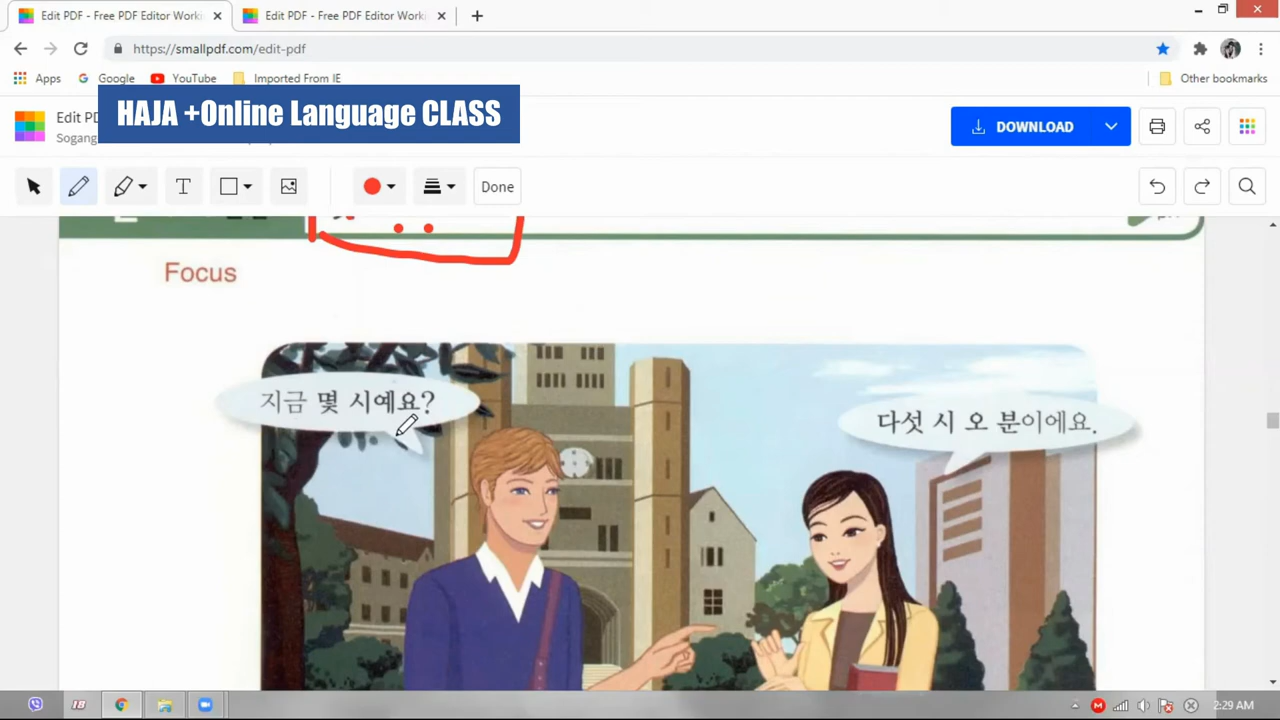 Edit PDF - Free PDF Editor Worki
Edit PDF - Free PDF Editor Worki
https://smallpdf.com/edit-pdf
Apps
Google
YouTube
Imported From IE
Other bookmarks
HAJA +Online Language CLASS
Edit PD
Sogang
DOWNLOAD
T
Done
Focus
지금 몇 시예요?
다섯 시 오 분이에요.
2:29 AM